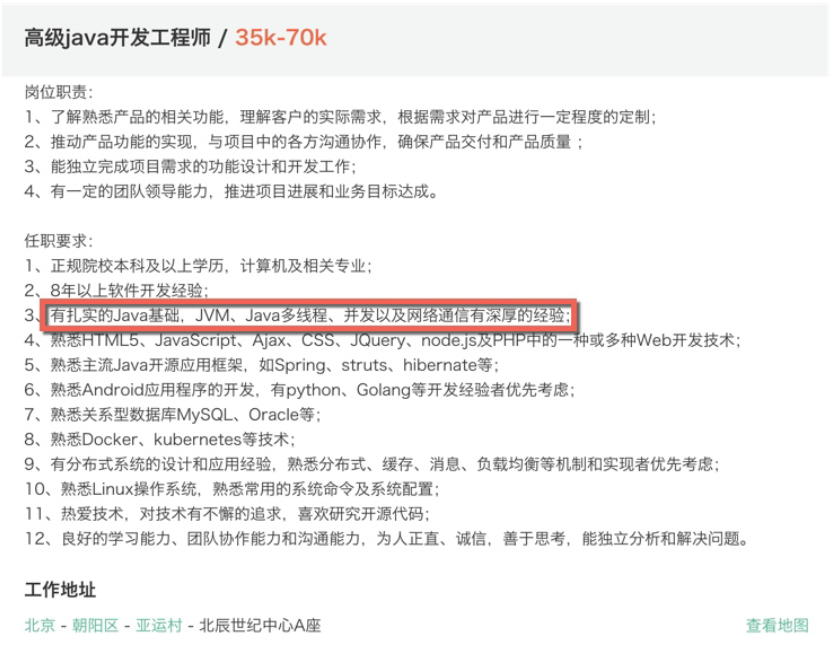 高级java开发工程师 / 35k-70k
岗位职责:
1、了解熟悉产品的相关功能，理解客户的实际需求，根据需求对产品进行一定程度的定制;
2、推动产品功能的实现，与项目中的各方沟通协作，确保产品交付和产品质量 ;
3、能独立完成项目需求的功能设计和开发工作;
4、有一定的团队领导能力，推进项目进展和业务目标达成。
任职要求:
1、正规院校本科及以上学历，计算机及相关专业;
2、8年以上软件开发经验;
3、有扎实的Java基础，JVM、Java多线程、并发以及网络通信有深厚的经验;
4、熟悉HTML5、JavaScript、Ajax、CSS、JQuery、node.js及PHP中的一种或多种Web开发技术;
5、熟悉主流Java开源应用框架，如Spring、struts、hibernate等;
6、熟悉Android应用程序的开发，有python、Golang等开发经验者优先考虑;
7、熟悉关系型数据库MySQL、Oracle等;
8、熟悉Docker、kubernetes等技术;
9、有分布式系统的设计和应用经验，熟悉分布式、缓存、消息、负载均衡等机制和实现者优先考虑;
10、熟悉Linux操作系统，熟悉常用的系统命令及系统配置;
11、热爱技术，对技术有不懈的追求，喜欢研究开源代码;
12、良好的学习能力、团队协作能力和沟通能力，为人正直、诚信，善于思考，能独立分析和解决问题。
工作地址
北京 - 朝阳区 - 亚运村 - 北辰世纪中心A座 查看地图